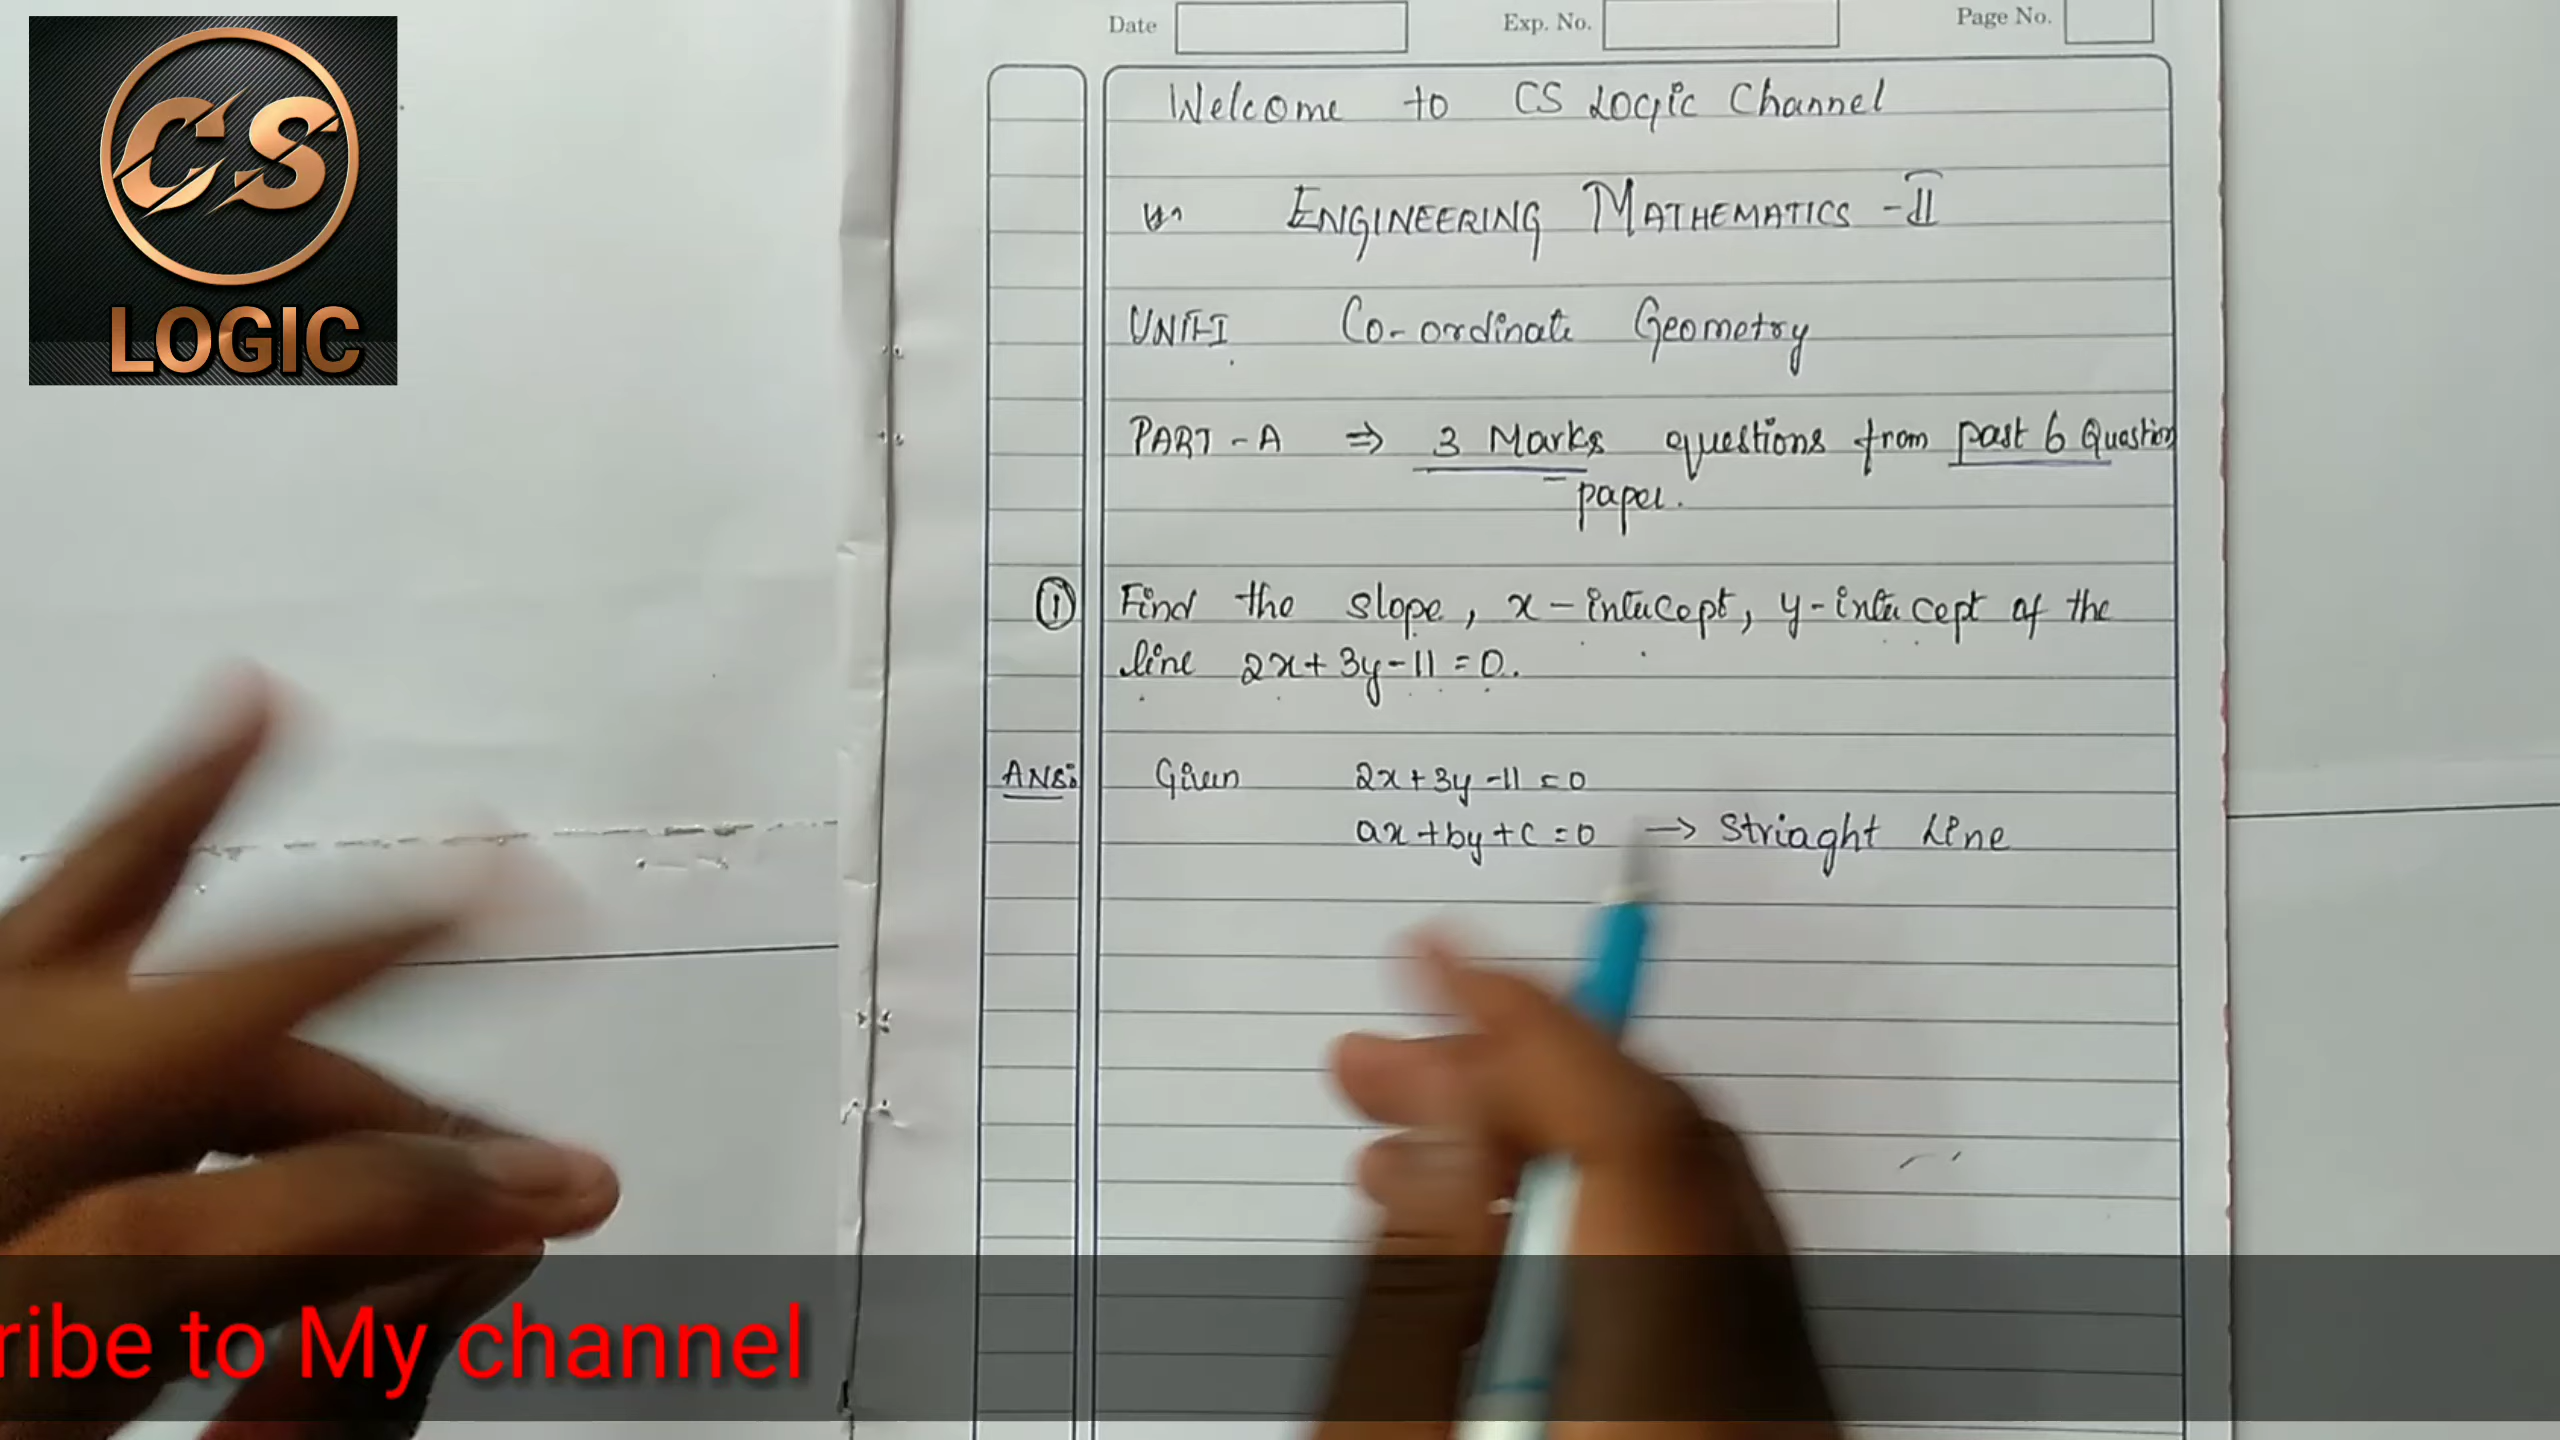 CS
LOGIC
Date
Exp. No.
Page No.
Welcome to CS LOGIC Channel
ENGINEERING MATHEMATICS - II
UNIT-I Co-ordinate Geometry
PART - A ⇒ 3 Marks questions from past 6 Question
paper.
① Find the slope, x - intercept, y - intercept of the
line 2x + 3y - 11 = 0.
ANS: Given 2x + 3y - 11 = 0
ax + by + c = 0 → Striaght Line
ribe to My channel